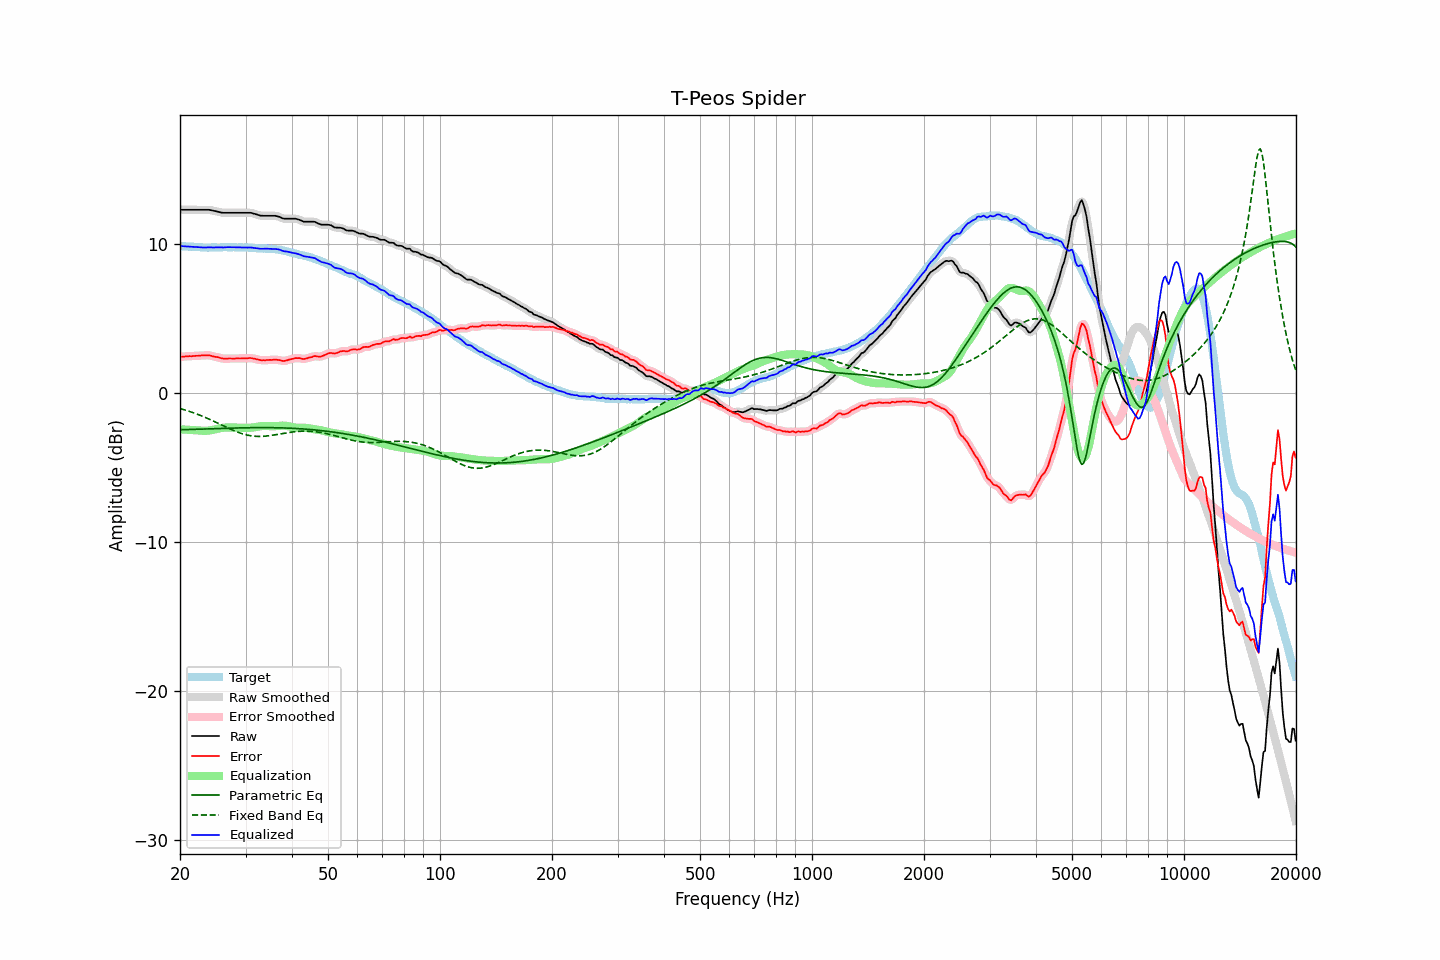 T-Peos Spider
Amplitude (dBr)
10
0
−10
−20
−30
Target
Raw Smoothed
Error Smoothed
Raw
Error
Equalization
Parametric Eq
Fixed Band Eq
Equalized
20 50 100 200 500 1000 2000 5000 10000 20000
Frequency (Hz)